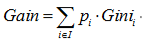 Gain = ∑_{i∈I} p_i · Gini_i ·